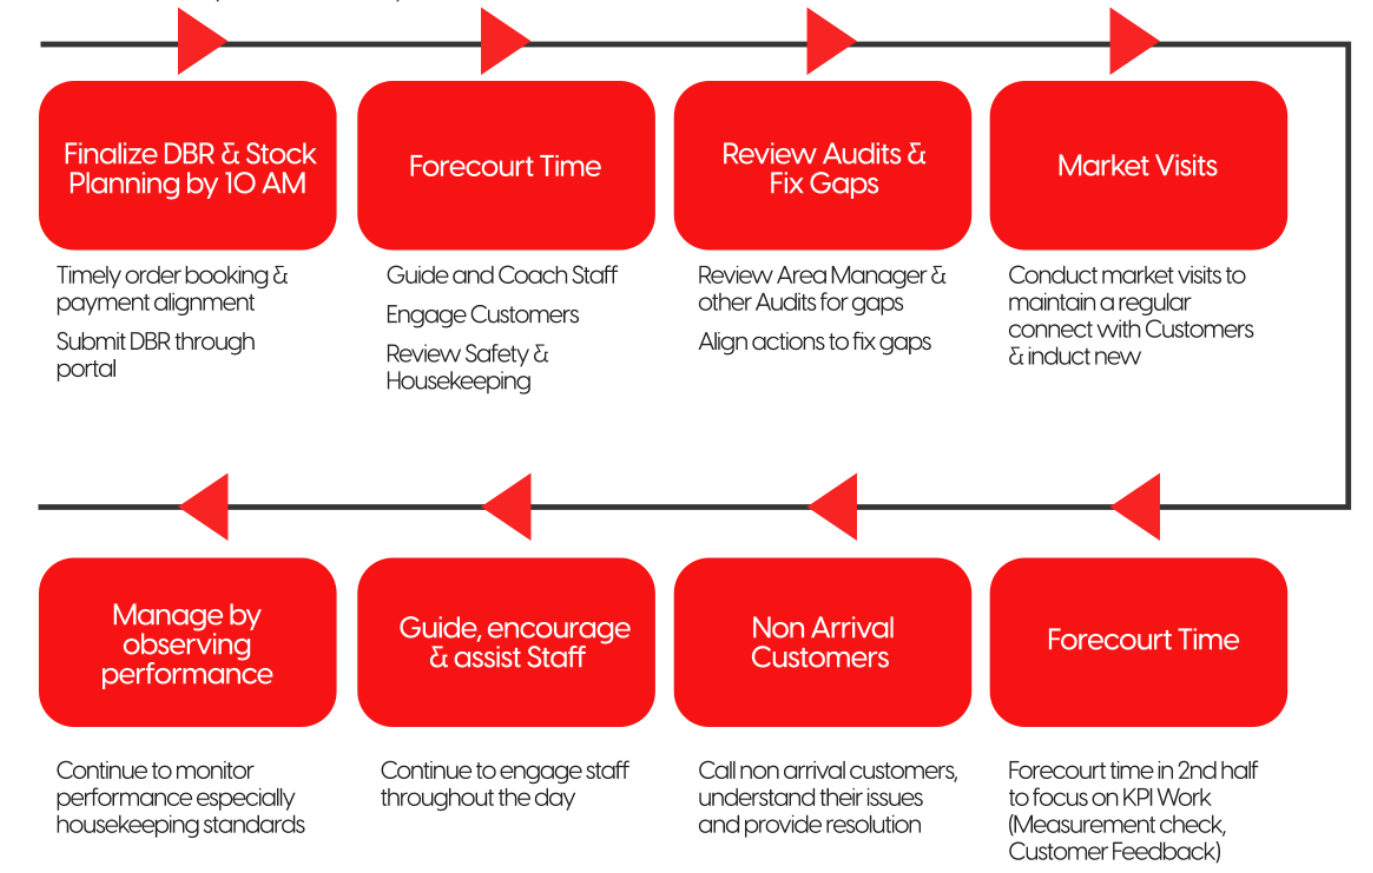 Finalize DBR & Stock
Planning by 10 AM
Timely order booking &
payment alignment
Submit DBR through
portal
Forecourt Time
Guide and Coach Staff
Engage Customers
Review Safety &
Housekeeping
Review Audits &
Fix Gaps
Review Area Manager &
other Audits for gaps
Align actions to fix gaps
Market Visits
Conduct market visits to
maintain a regular
connect with Customers
& induct new
Forecourt Time
Forecourt time in 2nd half
to focus on KPI Work
(Measurement check,
Customer Feedback)
Non Arrival
Customers
Call non arrival customers,
understand their issues
and provide resolution
Guide, encourage
& assist Staff
Continue to engage staff
throughout the day
Manage by
observing
performance
Continue to monitor
performance especially
housekeeping standards